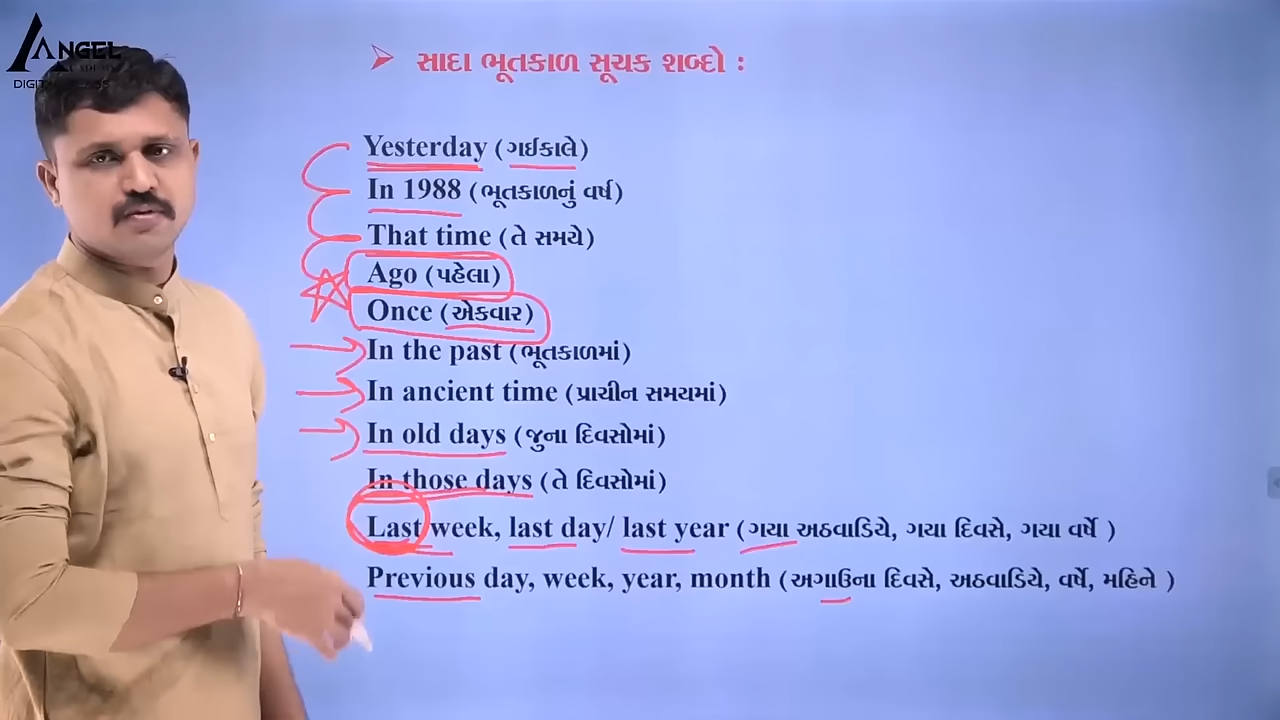 ANGEL
ACADEMY
➢ સાદા ભૂતકાળ સૂચક શબ્દો :
Yesterday (ગઈકાલે)
In 1988 (ભૂતકાળનું વર્ષ)
That time (તે સમયે)
Ago (પહેલા)
Once (એકવાર)
In the past (ભૂતકાળમાં)
In ancient time (પ્રાચીન સમયમાં)
In old days (જુના દિવસોમાં)
In those days (તે દિવસોમાં)
Last week, last day/ last year (ગયા અઠવાડિયે, ગયા દિવસે, ગયા વર્ષે )
Previous day, week, year, month (અગાઉના દિવસે, અઠવાડિયે, વર્ષે, મહિને )